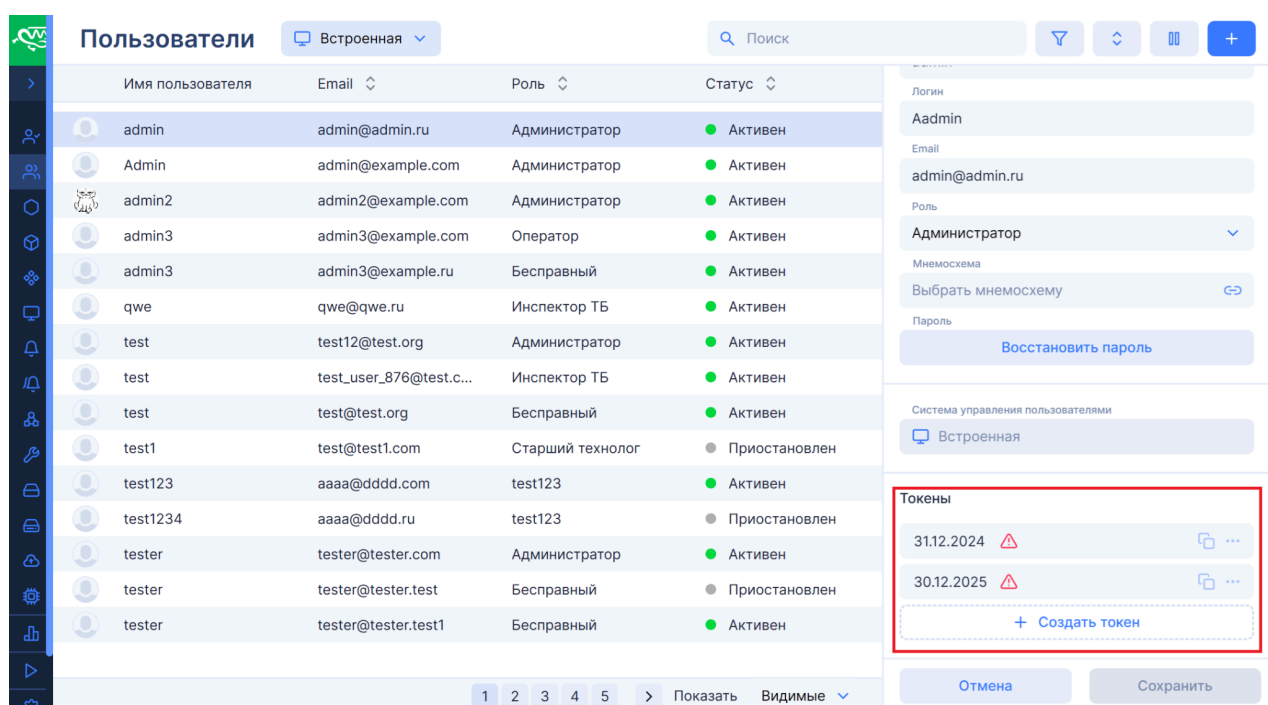 Пользователи
Встроенная
Поиск
Имя пользователя Email Роль Статус
admin admin@admin.ru Администратор Активен
Admin admin@example.com Администратор Активен
admin2 admin2@example.com Администратор Активен
admin3 admin3@example.com Оператор Активен
admin3 admin3@example.ru Бесправный Активен
qwe qwe@qwe.ru Инспектор ТБ Активен
test test12@test.org Администратор Активен
test test_user_876@test.c... Инспектор ТБ Активен
test test@test.org Бесправный Активен
test1 test@test1.com Старший технолог Приостановлен
test123 aaaa@dddd.com test123 Активен
test1234 aaaa@dddd.ru test123 Приостановлен
tester tester@tester.com Администратор Активен
tester tester@tester.test Бесправный Приостановлен
tester tester@tester.test1 Бесправный Активен
1 2 3 4 5 > Показать Видимые
Логин
Aadmin
Email
admin@admin.ru
Роль
Администратор
Мнемосхема
Выбрать мнемосхему
Пароль
Восстановить пароль
Система управления пользователями
Встроенная
Токены
31.12.2024
30.12.2025
+ Создать токен
Отмена Сохранить